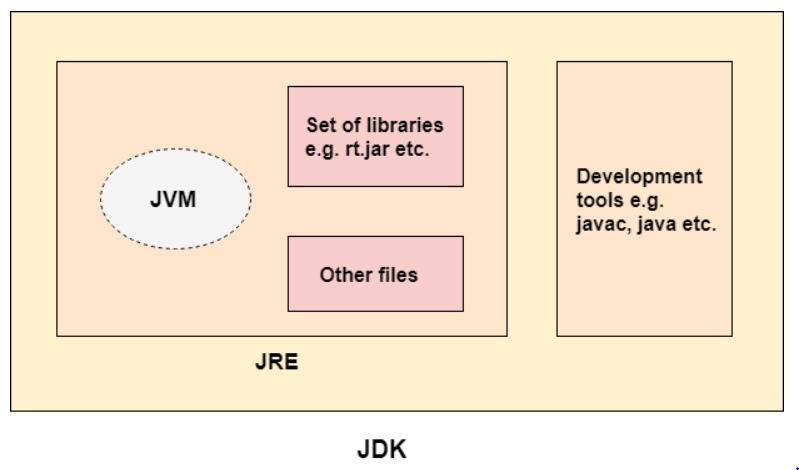 Set of libraries
e.g. rt.jar etc.
JVM
Development
tools e.g.
javac, java etc.
Other files
JRE
JDK